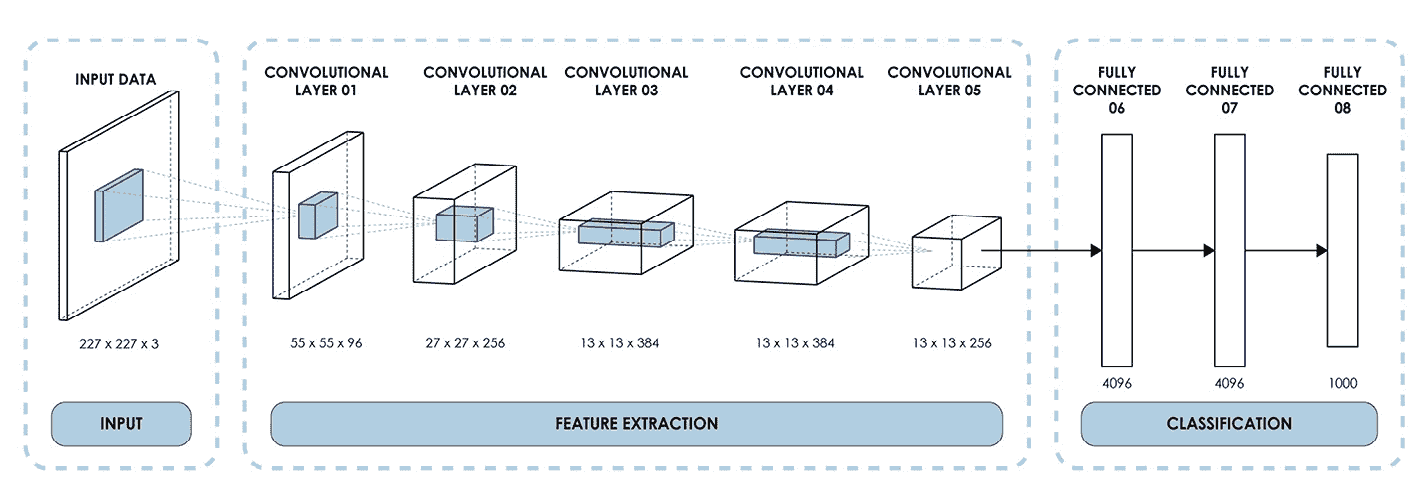 INPUT DATA
CONVOLUTIONAL
LAYER 01
CONVOLUTIONAL
LAYER 02
CONVOLUTIONAL
LAYER 03
CONVOLUTIONAL
LAYER 04
CONVOLUTIONAL
LAYER 05
FULLY
CONNECTED
06
FULLY
CONNECTED
07
FULLY
CONNECTED
08
227 x 227 x 3
55 x 55 x 96
27 x 27 x 256
13 x 13 x 384
13 x 13 x 384
13 x 13 x 256
4096
4096
1000
INPUT
FEATURE EXTRACTION
CLASSIFICATION